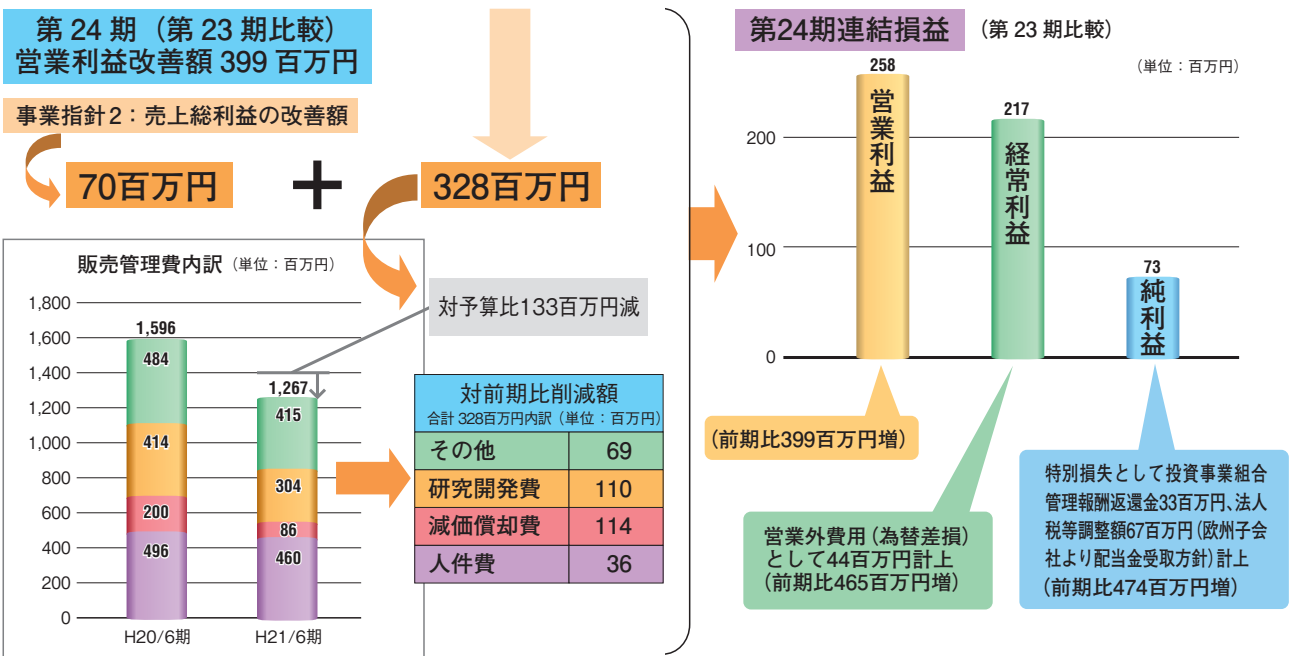 第24期(第23期比較)
営業利益改善額 399 百万円
事業指針2:売上総利益の改善額
70百万円
+
328百万円
販売管理費内訳(単位:百万円)
1,800
1,600
1,400
1,200
1,000
800
600
400
200
0
1,596
484
414
200
496
H20/6期
1,267
415
304
86
460
H21/6期
対予算比133百万円減
対前期比削減額
合計 328百万円内訳(単位:百万円)
その他 69
研究開発費 110
減価償却費 114
人件費 36
第24期連結損益 (第23期比較)
(単位:百万円)
200
100
0
258
営業利益
217
経常利益
73
純利益
(前期比399百万円増)
営業外費用(為替差損)
として44百万円計上
(前期比465百万円増)
特別損失として投資事業組合
管理報酬返還金33百万円、法人
税等調整額67百万円(欧州子会
社より配当金受取方針)計上
(前期比474百万円増)